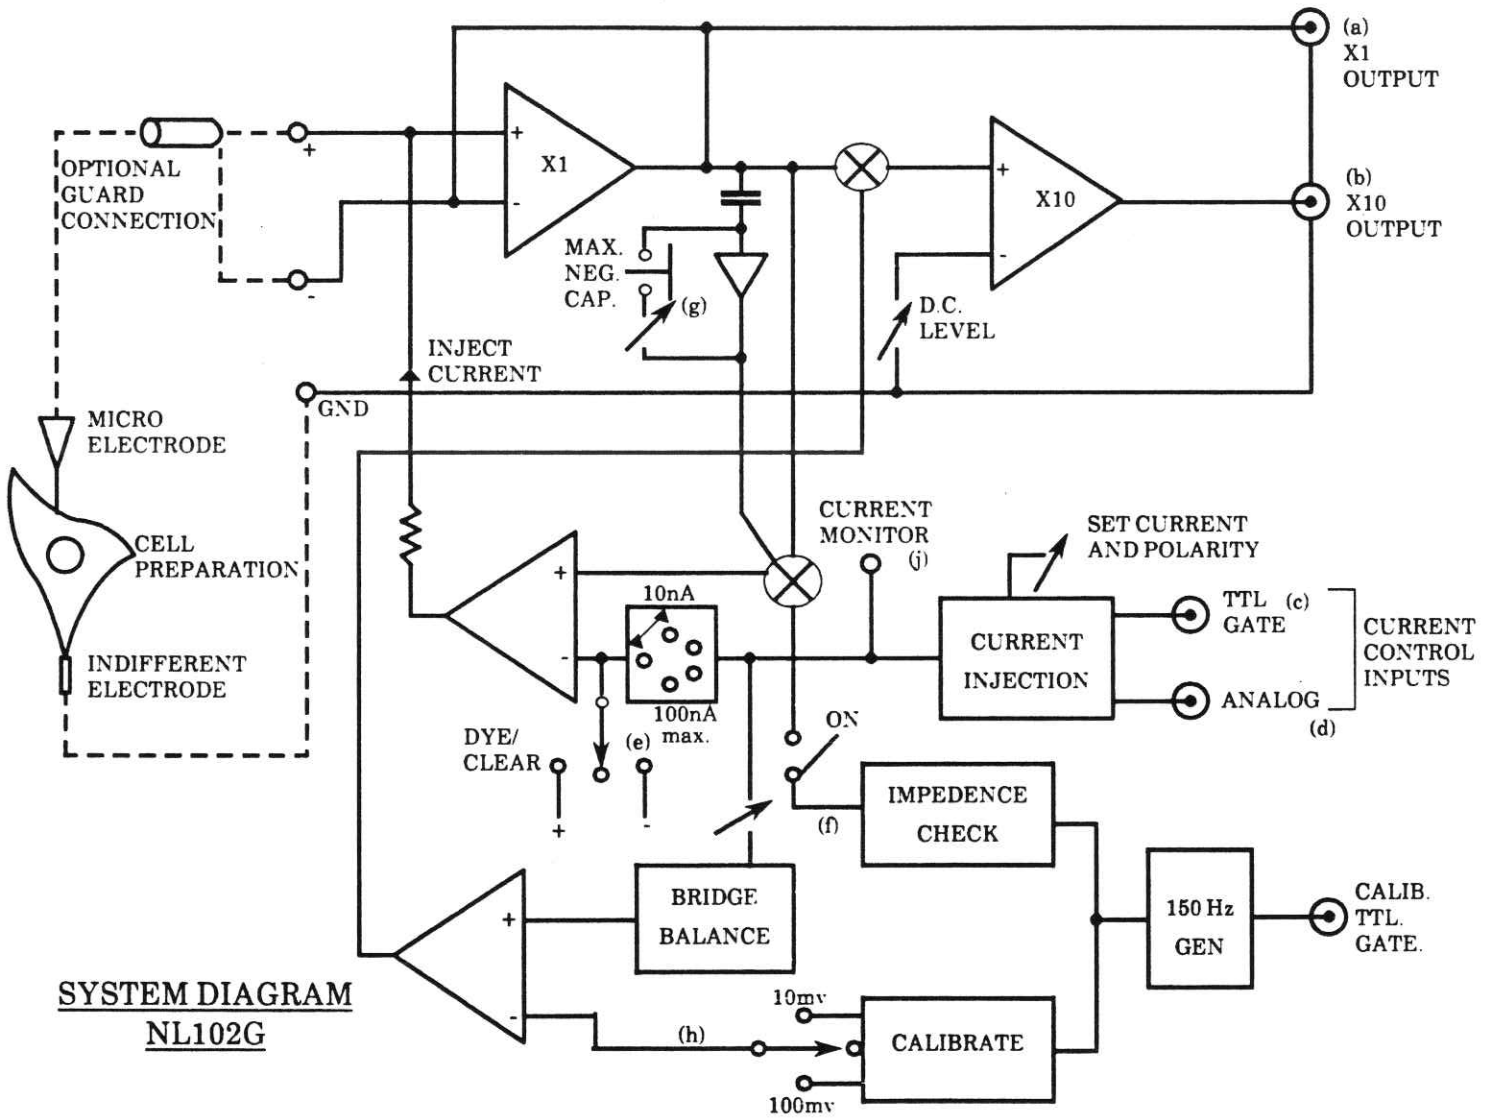 (a)
X1
OUTPUT
OPTIONAL
GUARD
CONNECTION
+
-
+
X1
-
+
X10
-
(b)
X10
OUTPUT
MAX.
NEG.
CAP.
(g)
D.C.
LEVEL
INJECT
CURRENT
GND
MICRO
ELECTRODE
CELL
PREPARATION
INDIFFERENT
ELECTRODE
CURRENT
MONITOR
(j)
SET CURRENT
AND POLARITY
+
-
10nA
100nA
max.
CURRENT
INJECTION
TTL (c)
GATE
ANALOG
(d)
CURRENT
CONTROL
INPUTS
DYE/
CLEAR
(e)
+
-
ON
(f)
IMPEDENCE
CHECK
BRIDGE
BALANCE
+
-
150 Hz
GEN
CALIB.
TTL.
GATE.
SYSTEM DIAGRAM
NL102G
(h)
10mv
CALIBRATE
100mv